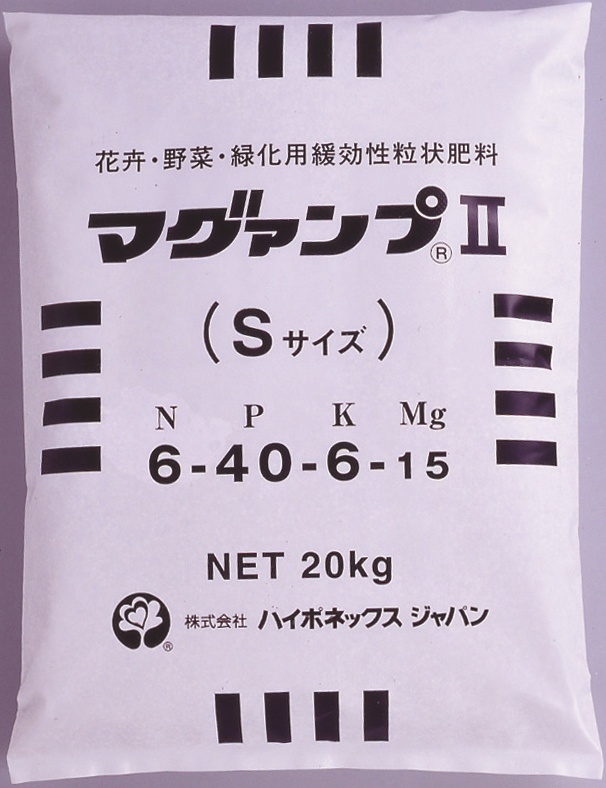 花卉・野菜・緑化用緩効性粒状肥料
マグァンプ® II
(Sサイズ)
N P K Mg
6-40-6-15
NET 20kg
® 株式会社 ハイポネックス ジャパン